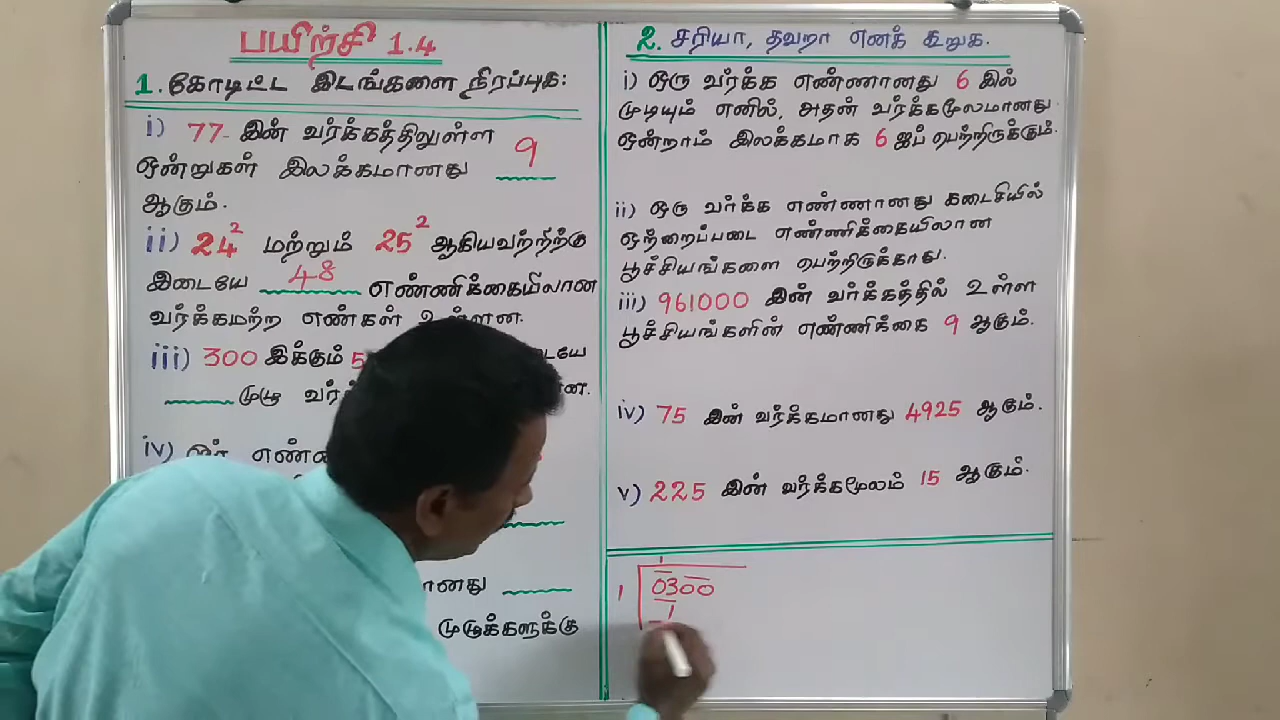 பயிற்சி 1.4
1. கோடிட்ட இடங்களை நிரப்புக:
i) 77- இன் வர்க்கத்திலுள்ள
ஒன்றுகள் இலக்கமானது 9
ஆகும்.
ii) 24² மற்றும் 25² ஆகியவற்றிற்கு
இடையே 48 எண்ணிக்கையிலான
வர்க்கமற்ற எண்கள் உள்ளன.
iii) 300 இக்கும் 5
முழு
iv) ஓர்
முழுக்களுக்கு
2. சரியா, தவறா எனக் கூறுக.
i) ஒரு வர்க்க எண்ணானது 6 இல்
முடியும் எனில், அதன் வர்க்கமூலமானது
ஒன்றாம் இலக்கமாக 6 ஐப் பெற்றிருக்கும்.
ii) ஒரு வர்க்க எண்ணானது கடைசியில்
ஒற்றைப்படை எண்ணிக்கையிலான
பூச்சியங்களை பெற்றிருக்காது.
iii) 961000 இன் வர்க்கத்தில் உள்ள
பூச்சியங்களின் எண்ணிக்கை 9 ஆகும்.
iv) 75 இன் வர்க்கமானது 4925 ஆகும்.
v) 225 இன் வர்க்கமூலம் 15 ஆகும்.
1
1 0300
1